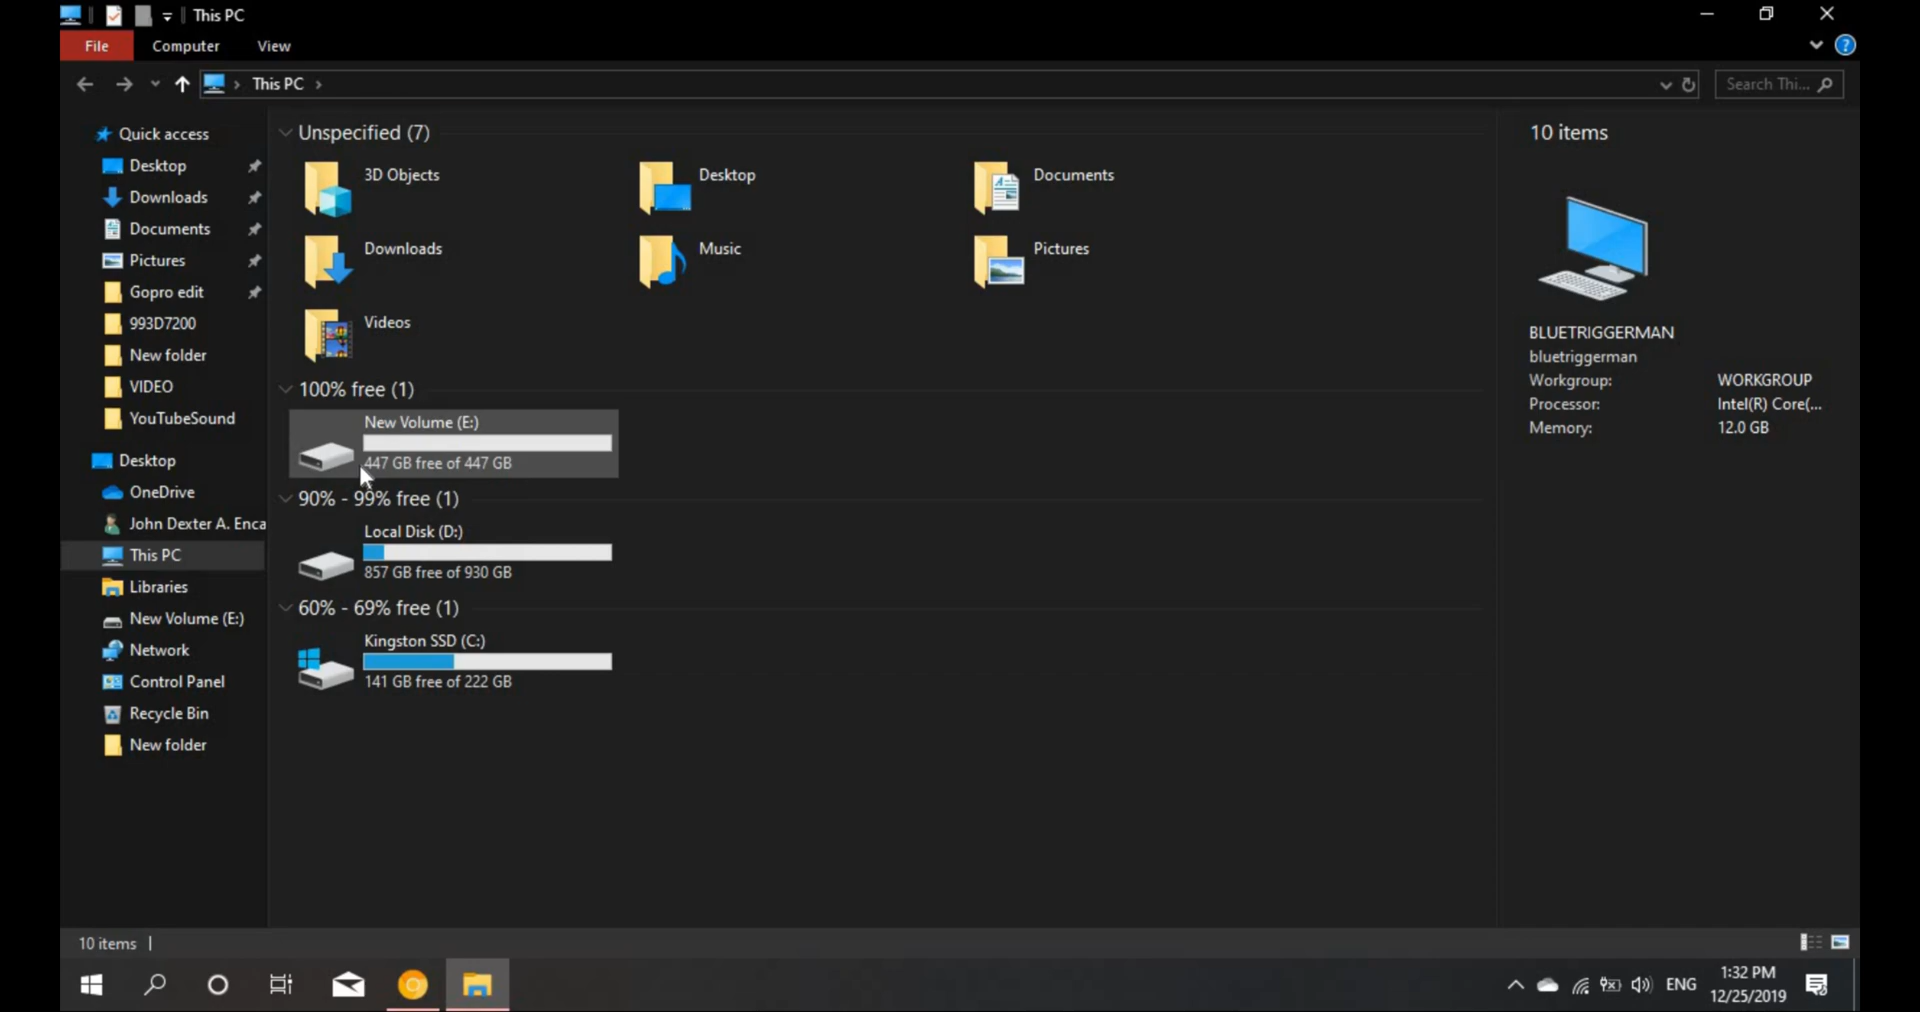 This PC
File Computer View
This PC
Search Thi...
Quick access
Desktop
Downloads
Documents
Pictures
Gopro edit
993D7200
New folder
VIDEO
YouTubeSound
Desktop
OneDrive
John Dexter A. Enca
This PC
Libraries
New Volume (E:)
Network
Control Panel
Recycle Bin
New folder
Unspecified (7)
3D Objects
Desktop
Documents
Downloads
Music
Pictures
Videos
100% free (1)
New Volume (E:)
447 GB free of 447 GB
90% - 99% free (1)
Local Disk (D:)
857 GB free of 930 GB
60% - 69% free (1)
Kingston SSD (C:)
141 GB free of 222 GB
10 items
BLUETRIGGERMAN
bluetriggerman
Workgroup: WORKGROUP
Processor: Intel(R) Core(...
Memory: 12.0 GB
10 items
ENG
1:32 PM
12/25/2019